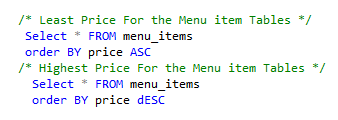 /* Least Price For the Menu item Tables */
Select * FROM menu_items
order BY price ASC
/* Highest Price For the Menu item Tables */
Select * FROM menu_items
order BY price dESC